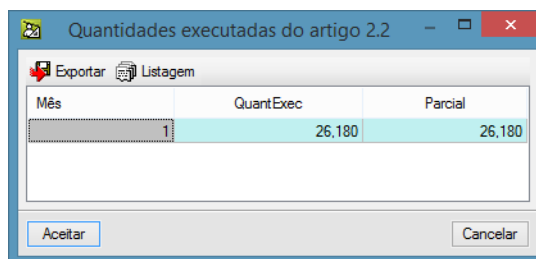 Quantidades executadas do artigo 2.2
Exportar Listagem
Mês QuantExec Parcial
1 26,180 26,180
Aceitar Cancelar